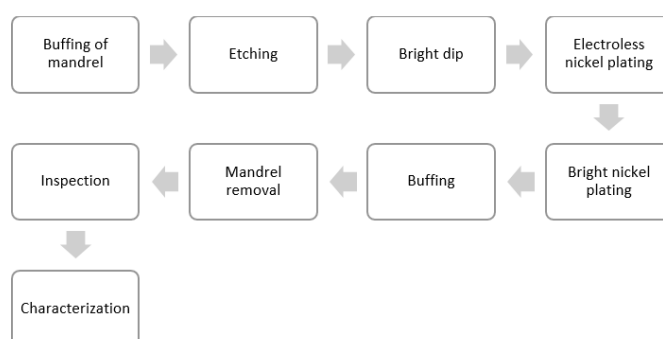 Buffing of
mandrel
Etching
Bright dip
Electroless
nickel plating
Bright nickel
plating
Buffing
Mandrel
removal
Inspection
Characterization